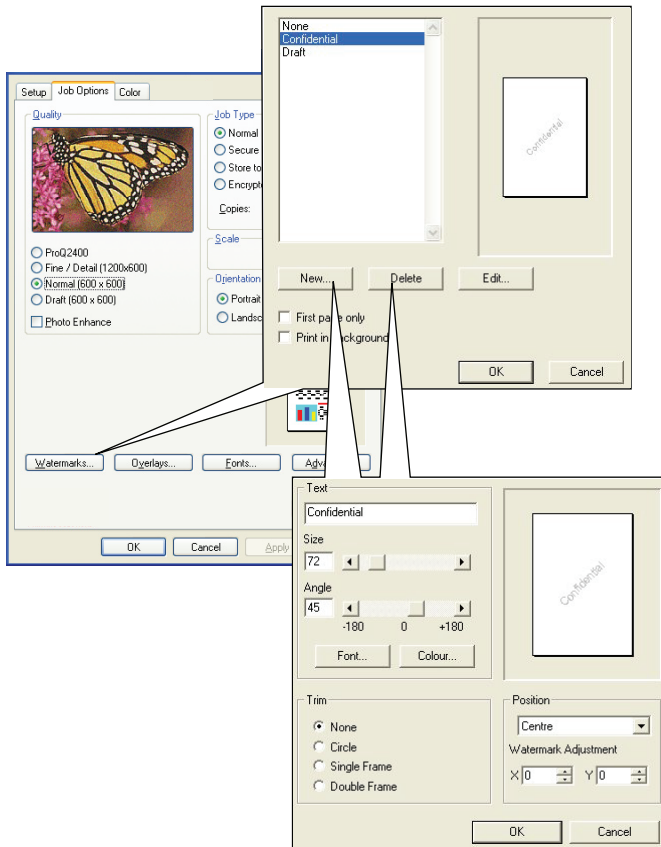 None
Confidential
Draft
Confidential
New...
Delete
Edit...
First page only
Print in background
OK
Cancel
Setup
Job Options
Color
Quality
ProQ2400
Fine / Detail (1200x600)
Normal (600 x 600)
Draft (600 x 600)
Photo Enhance
Job Type
Normal
Secure
Store to
Encrypt
Copies:
Scale
Orientation
Portrait
Landsc
Watermarks...
Overlays...
Fonts...
Adva
OK
Cancel
Apply
Text
Confidential
Size
72
Angle
45
-180 0 +180
Font...
Colour...
Confidential
Trim
None
Circle
Single Frame
Double Frame
Position
Centre
Watermark Adjustment
X 0 Y 0
OK
Cancel